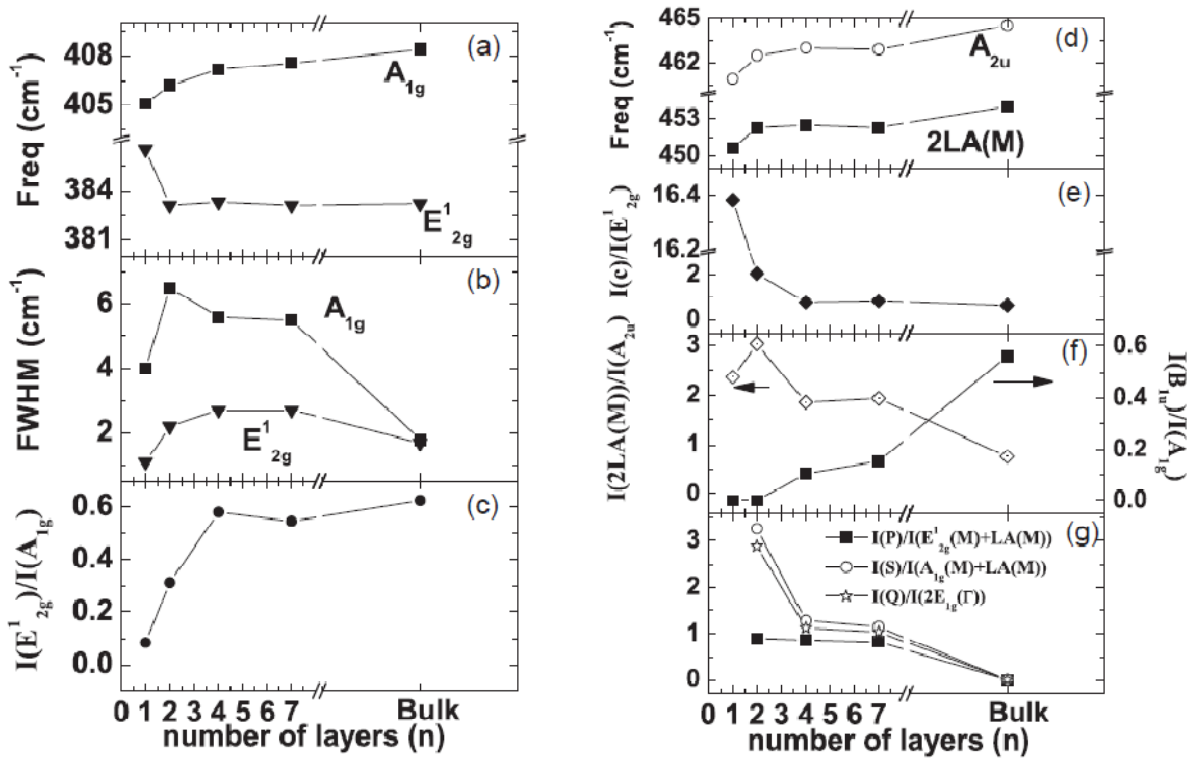 (a)
Freq (cm⁻¹)
408
405
384
381
A₁g
E¹₂g
(b)
FWHM (cm⁻¹)
6
4
2
A₁g
E¹₂g
(c)
I(E¹₂g)/I(A₁g)
0.6
0.4
0.2
0.0
0 1 2 3 4 5 6 7 Bulk
number of layers (n)
(d)
Freq (cm⁻¹)
465
462
453
450
A₂u
2LA(M)
(e)
I(c)/I(E¹₂g)
16.4
16.2
2
0
(f)
I(2LA(M))/I(A₂u)
3
2
1
0
0.6
0.4
0.2
0.0
I(B₁u)/I(A₁g)
(g)
3
2
1
0
I(P)/I(E¹₂g(M)+LA(M))
I(S)/I(A₁g(M)+LA(M))
I(Q)/I(2E₁g(Γ))
0 1 2 3 4 5 6 7 Bulk
number of layers (n)